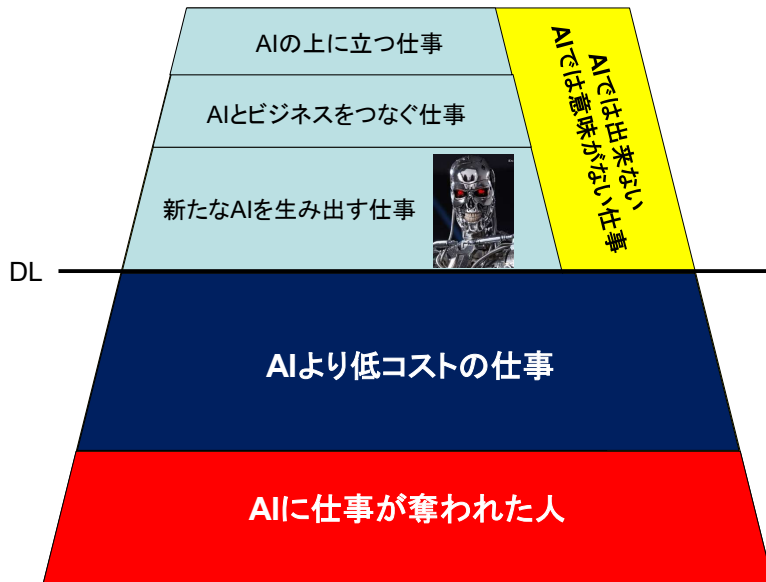 AIの上に立つ仕事
AIとビジネスをつなぐ仕事
新たなAIを生み出す仕事
AIでは出来ない
AIでは意味がない仕事
DL
AIより低コストの仕事
AIに仕事が奪われた人